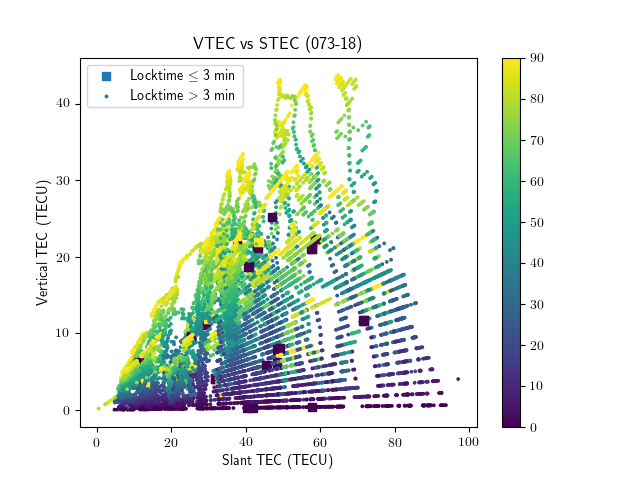 VTEC vs STEC (073-18)
Locktime ≤ 3 min
Locktime > 3 min
Vertical TEC (TECU)
40
30
20
10
0
0 20 40 60 80 100
Slant TEC (TECU)
90
80
70
60
50
40
30
20
10
0